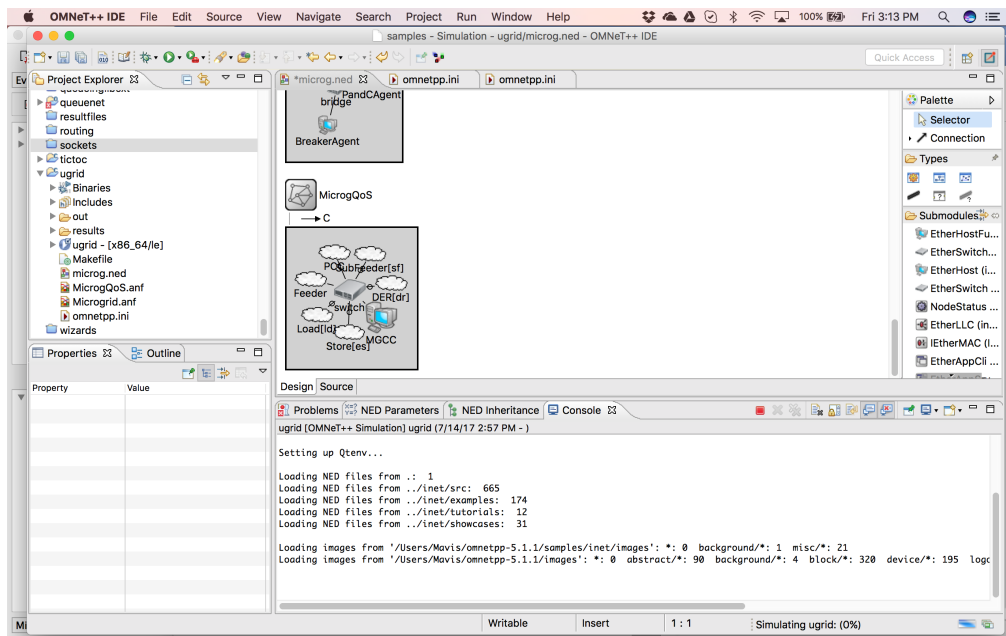 OMNeT++ IDE File Edit Source View Navigate Search Project Run Window Help 100% Fri 3:13 PM
samples - Simulation - ugrid/microg.ned - OMNeT++ IDE
Quick Access
Ev
Project Explorer
queuenet
resultfiles
routing
sockets
tictoc
ugrid
Binaries
Includes
out
results
ugrid - [x86_64/le]
Makefile
microg.ned
MicrogQoS.anf
Microgrid.anf
omnetpp.ini
wizards
Properties Outline
Property Value
*microg.ned omnetpp.ini omnetpp.ini
PandCAgent
bridge
BreakerAgent
MicrogQoS
C
SubFeeder[sf]
Feeder
DER[dr]
switch
Load[ld]
MGCC
Store[es]
Design Source
Palette
Selector
Connection
Types
Submodules
EtherHostFu...
EtherSwitch...
EtherHost (i...
EtherSwitch ...
NodeStatus ...
EtherLLC (in...
IEtherMAC (I...
EtherAppCli ...
Problems NED Parameters NED Inheritance Console
ugrid [OMNeT++ Simulation] ugrid (7/14/17 2:57 PM - )
Setting up Qtenv...
Loading NED files from .: 1
Loading NED files from ../inet/src: 665
Loading NED files from ../inet/examples: 174
Loading NED files from ../inet/tutorials: 12
Loading NED files from ../inet/showcases: 31
Loading images from '/Users/Mavis/omnetpp-5.1.1/samples/inet/images': *: 0 background/*: 1 misc/*: 21
Loading images from '/Users/Mavis/omnetpp-5.1.1/images': *: 0 abstract/*: 90 background/*: 4 block/*: 320 device/*: 195 logo
Mi
Writable Insert 1 : 1 Simulating ugrid: (0%)